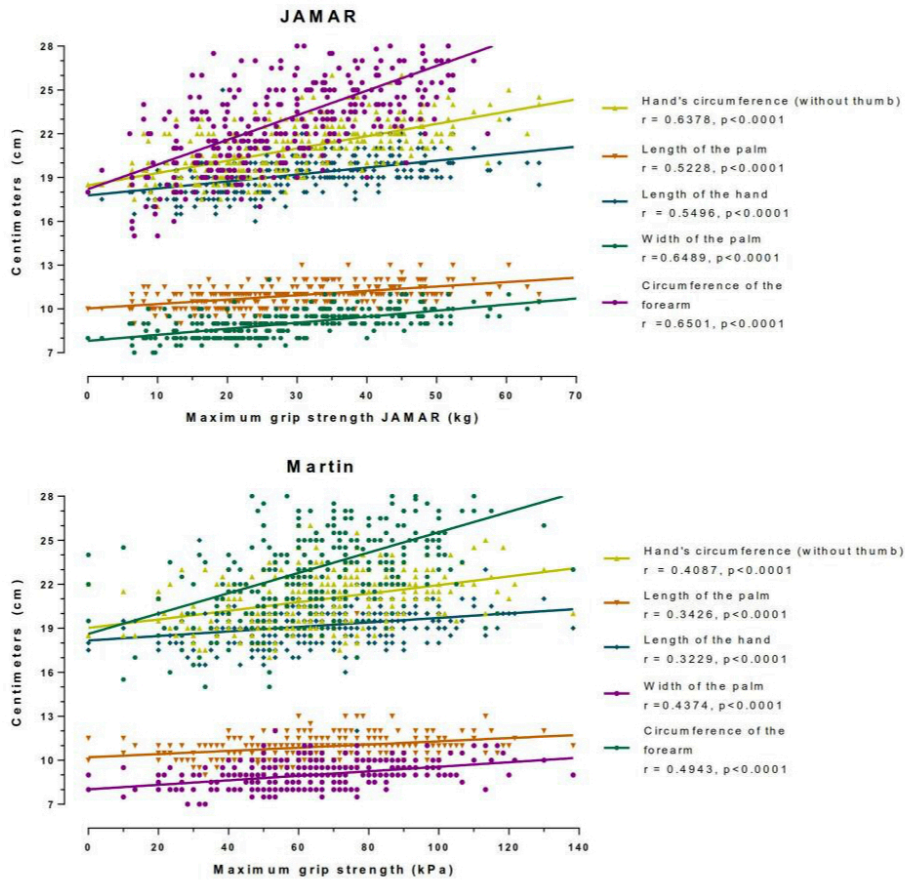 JAMAR
28
25
22
19
16
13
10
7
Centimeters (cm)
0 10 20 30 40 50 60 70
Maximum grip strength JAMAR (kg)
Hand's circumference (without thumb)
r = 0.6378, p<0.0001
Length of the palm
r = 0.5228, p<0.0001
Length of the hand
r = 0.5496, p<0.0001
Width of the palm
r =0.6489, p<0.0001
Circumference of the
forearm
r =0.6501, p<0.0001
Martin
28
25
22
19
16
13
10
7
Centimeters (cm)
0 20 40 60 80 100 120 140
Maximum grip strength (kPa)
Hand's circumference (without thumb)
r = 0.4087, p<0.0001
Length of the palm
r = 0.3426, p<0.0001
Length of the hand
r = 0.3229, p<0.0001
Width of the palm
r =0.4374, p<0.0001
Circumference of the
forearm
r = 0.4943, p<0.0001